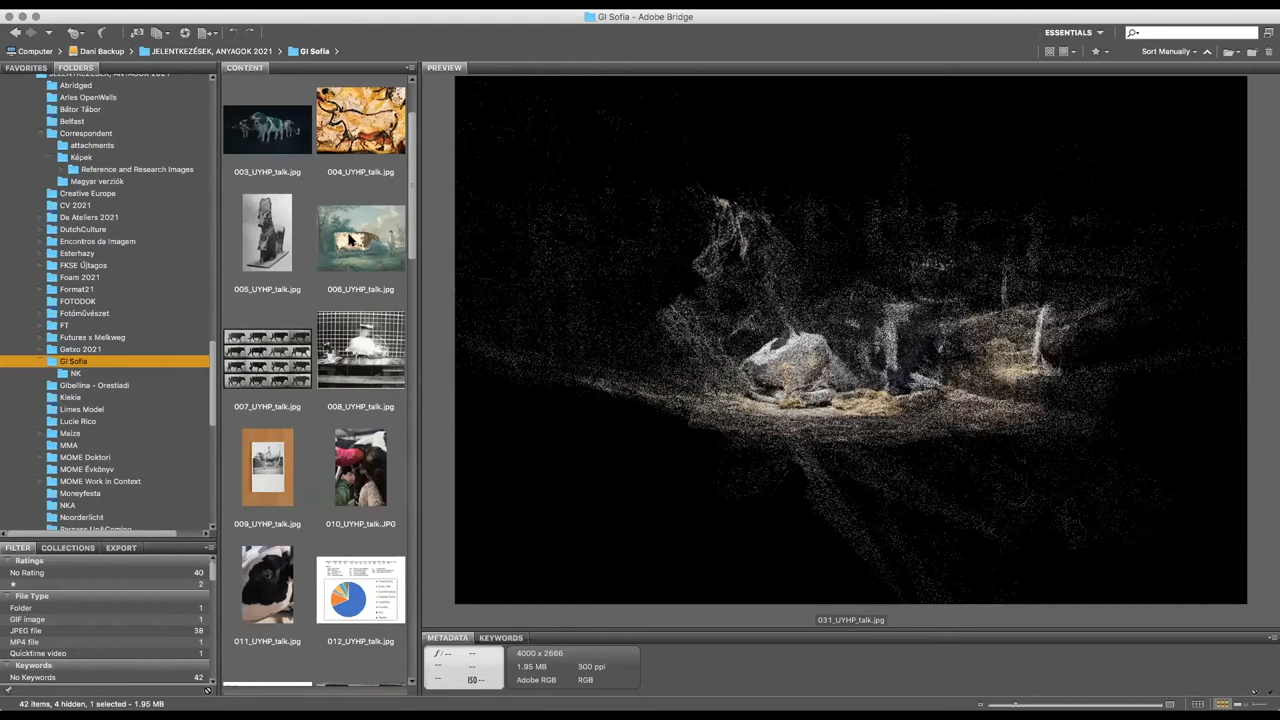 GI Sofia - Adobe Bridge
ESSENTIALS
Computer
Dani Backup
JELENTKEZÉSEK, ANYAGOK 2021
GI Sofia
Sort Manually
FAVORITES
FOLDERS
JELENTKEZÉSEK, ANYAGOK 2021
Abridged
Arles OpenWalls
Bátor Tábor
Belfast
Correspondent
attachments
Képek
Reference and Research Images
Magyar verziók
Creative Europe
CV 2021
De Ateliers 2021
DutchCulture
Encontros da Imagem
Esterhazy
FKSE Újtagos
Foam 2021
Format21
FOTODOK
Fotóművészet
FT
Futures x Melkweg
Getxo 2021
GI Sofia
NK
Gibellina - Orestiadi
Kiekie
Limes Model
Lucie Rico
Maize
MMA
MOME Doktori
MOME Évkönyv
MOME Work in Context
Moneyfesta
NKA
Noorderlicht
Parnass Up&Coming
FILTER
COLLECTIONS
EXPORT
Ratings
No Rating 40
★ 2
File Type
Folder 1
GIF image 1
JPEG file 38
MP4 file 1
Quicktime video 1
Keywords
No Keywords 42
42 items, 4 hidden, 1 selected - 1.95 MB
CONTENT
003_UYHP_talk.jpg
004_UYHP_talk.jpg
005_UYHP_talk.jpg
006_UYHP_talk.jpg
007_UYHP_talk.jpg
008_UYHP_talk.jpg
009_UYHP_talk.jpg
010_UYHP_talk.JPG
011_UYHP_talk.jpg
012_UYHP_talk.jpg
PREVIEW
031_UYHP_talk.jpg
METADATA
KEYWORDS
ƒ/-- --
-- --
-- ISO --
4000 x 2666
1.95 MB 300 ppi
Adobe RGB RGB